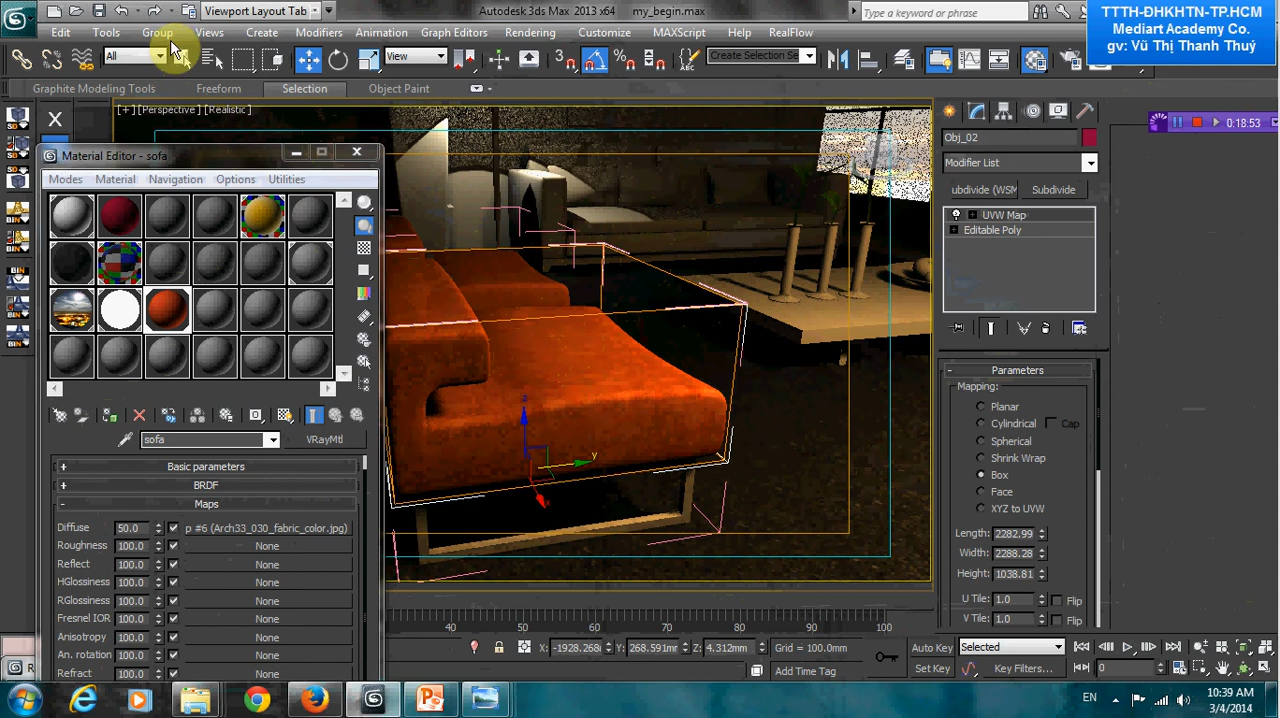 Viewport Layout Tab
Autodesk 3ds Max 2013 x64
my_begin.max
Type a keyword or phrase
TTTH-ĐHKHTN-TP.HCM
Mediart Academy Co.
gv: Vũ Thị Thanh Thuỷ
Edit Tools Group Views Create Modifiers Animation Graph Editors Rendering Customize MAXScript Help RealFlow
All
View
Create Selection Se
Graphite Modeling Tools Freeform Selection Object Paint
[+] [Perspective] [Realistic]
0:18:53
Material Editor - sofa
Modes Material Navigation Options Utilities
sofa
VRayMtl
Basic parameters
BRDF
Maps
Diffuse 50.0 p #6 (Arch33_030_fabric_color.jpg)
Roughness 100.0 None
Reflect 100.0 None
HGlossiness 100.0 None
RGlossiness 100.0 None
Fresnel IOR 100.0 None
Anisotropy 100.0 None
An. rotation 100.0 None
Refract 100.0 None
Obj_02
Modifier List
ubdivide (WSM Subdivide
UVW Map
Editable Poly
Parameters
Mapping:
Planar
Cylindrical Cap
Spherical
Shrink Wrap
Box
Face
XYZ to UVW
Length: 2282,99
Width: 2288.28
Height: 1038.81
U Tile: 1.0 Flip
V Tile: 1.0 Flip
40 50 60 70 80 90 100
X: -1928.268 Y: 268.591mr Z: 4.312mm Grid = 100.0mm
Add Time Tag
Auto Key Selected
Set Key Key Filters... 0
EN
10:39 AM
3/4/2014